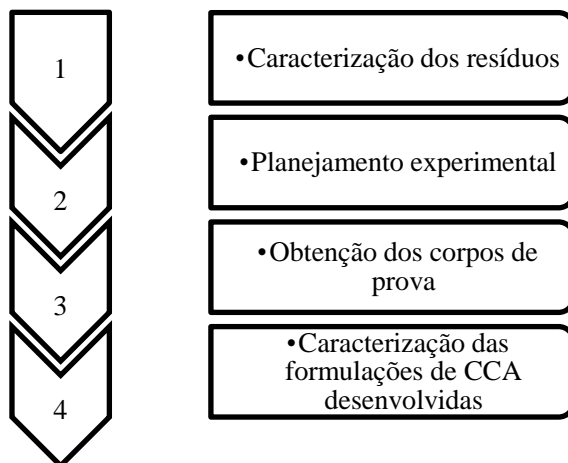 1
•Caracterização dos resíduos
2
•Planejamento experimental
3
•Obtenção dos corpos de
prova
4
•Caracterização das
formulações de CCA
desenvolvidas